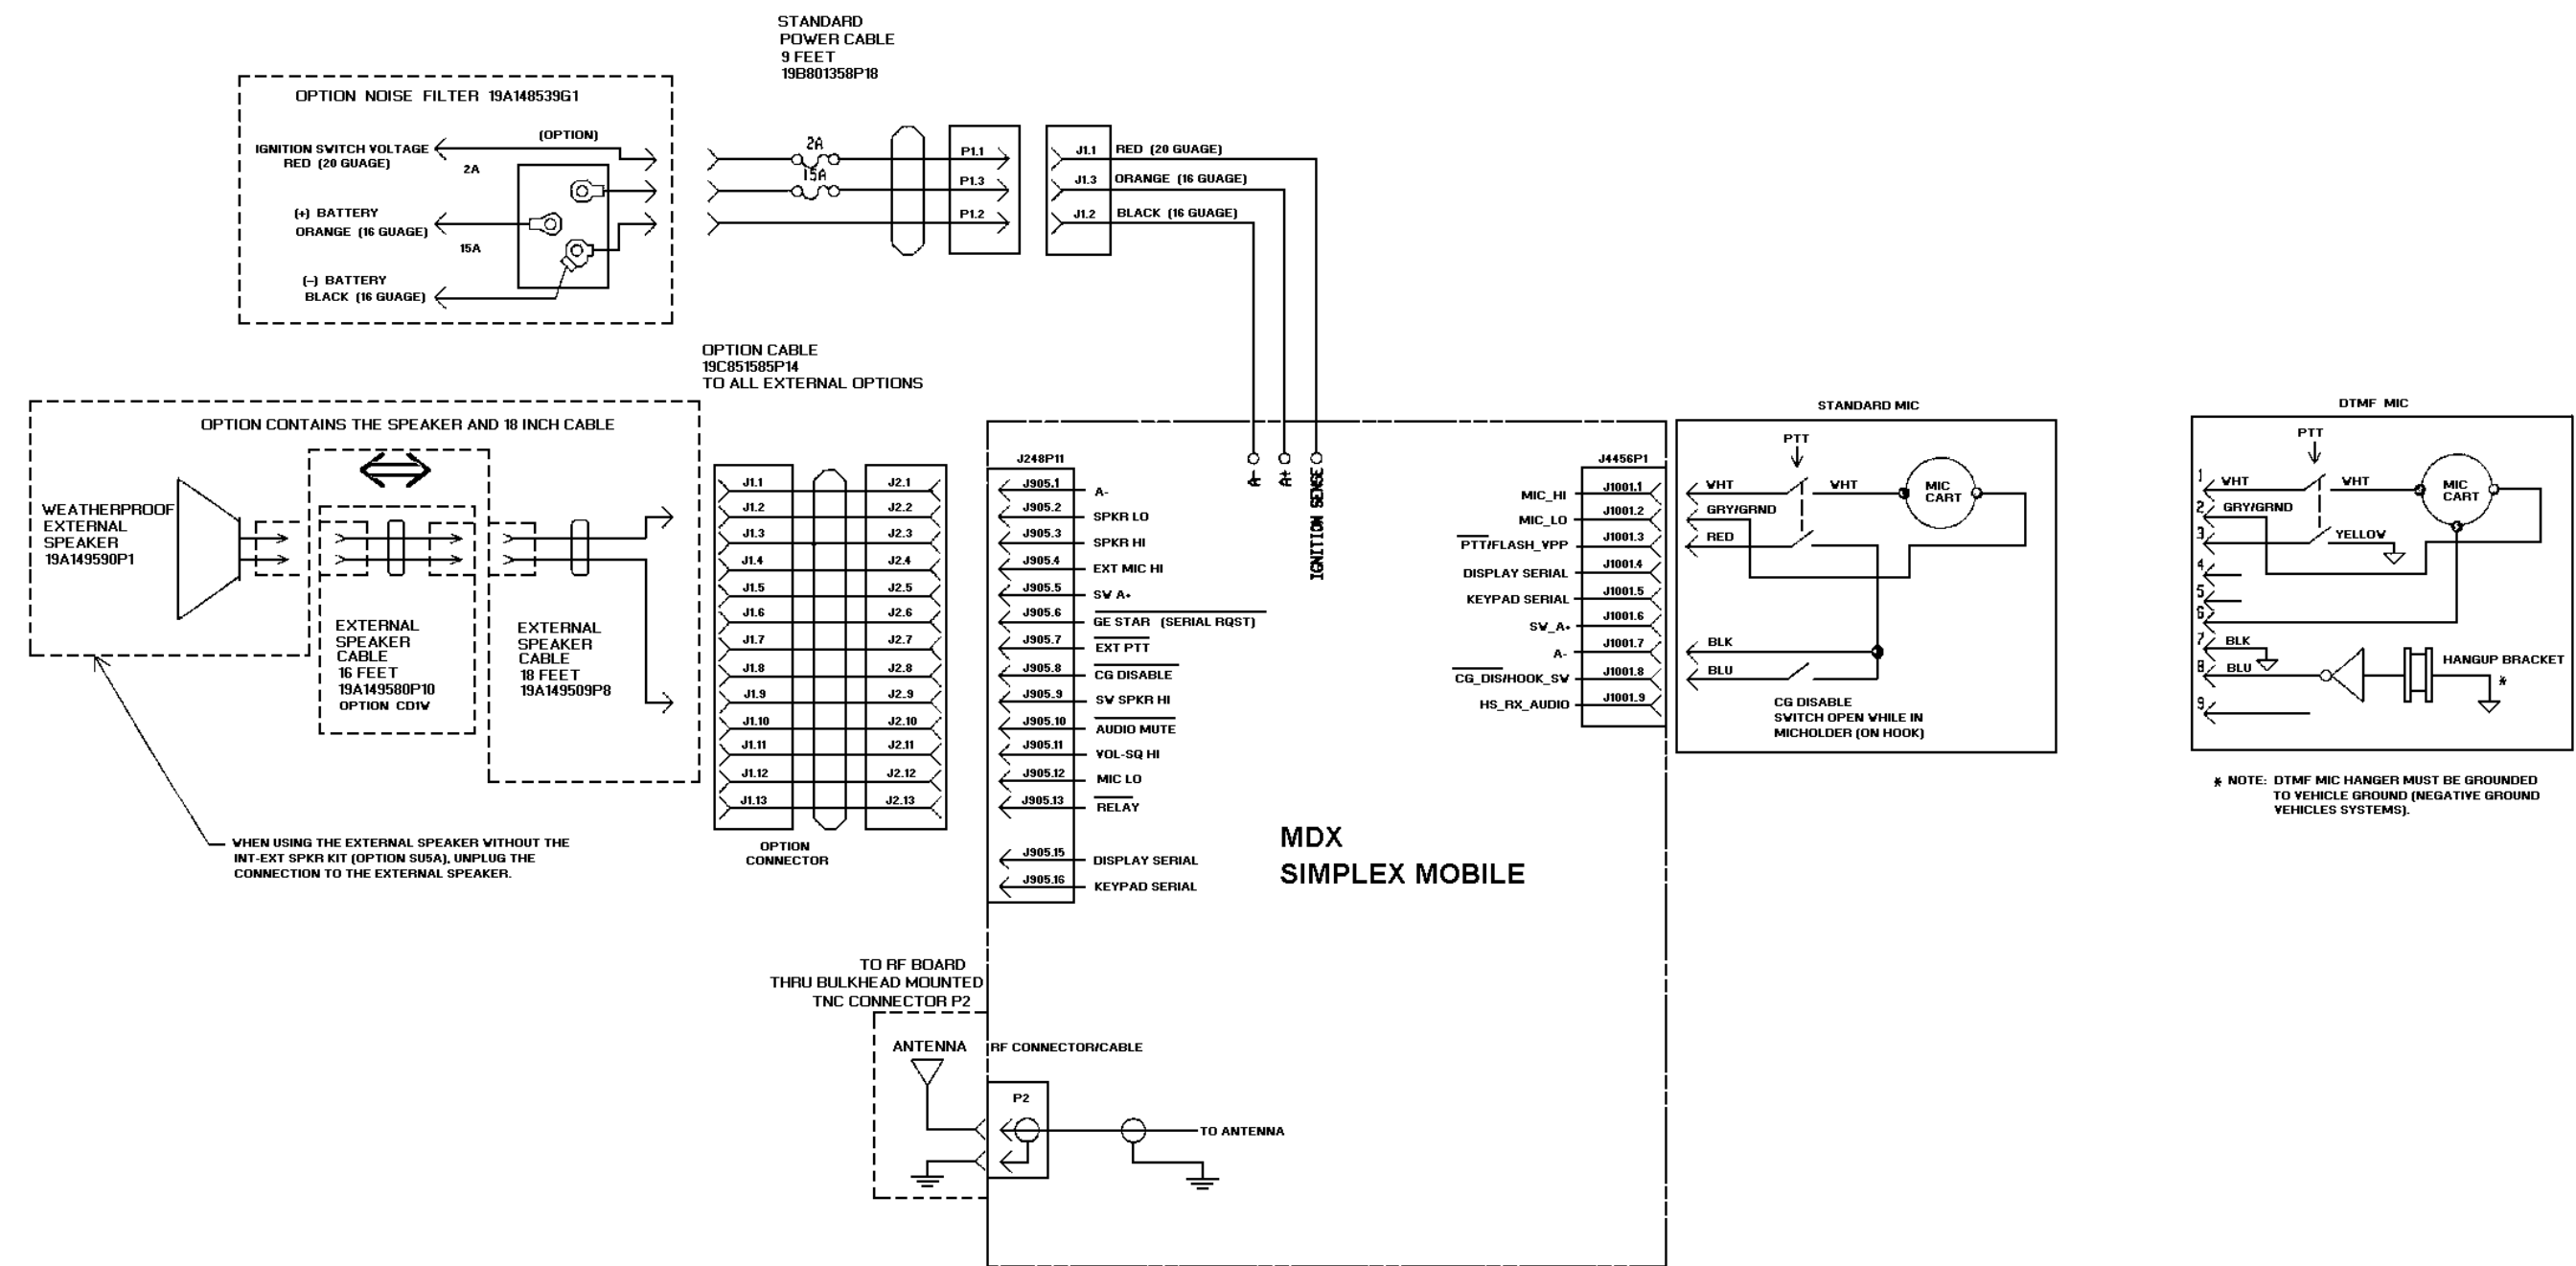 STANDARD
POWER CABLE
9 FEET
19B801358P18
OPTION NOISE FILTER 19A148539G1
(OPTION)
IGNITION SWITCH VOLTAGE
RED (20 GUAGE)
2A
(+) BATTERY
ORANGE (16 GUAGE)
15A
(-) BATTERY
BLACK (16 GUAGE)
2A
15A
P1.1
P1.3
P1.2
J1.1
J1.3
J1.2
RED (20 GUAGE)
ORANGE (16 GUAGE)
BLACK (16 GUAGE)
OPTION CABLE
19C851585P14
TO ALL EXTERNAL OPTIONS
OPTION CONTAINS THE SPEAKER AND 18 INCH CABLE
WEATHERPROOF
EXTERNAL
SPEAKER
19A149590P1
EXTERNAL
SPEAKER
CABLE
16 FEET
19A149580P10
OPTION CD1V
EXTERNAL
SPEAKER
CABLE
18 FEET
19A149509P8
WHEN USING THE EXTERNAL SPEAKER WITHOUT THE
INT-EXT SPKR KIT (OPTION SU5A), UNPLUG THE
CONNECTION TO THE EXTERNAL SPEAKER.
J1.1 J2.1
J1.2 J2.2
J1.3 J2.3
J1.4 J2.4
J1.5 J2.5
J1.6 J2.6
J1.7 J2.7
J1.8 J2.8
J1.9 J2.9
J1.10 J2.10
J1.11 J2.11
J1.12 J2.12
J1.13 J2.13
OPTION
CONNECTOR
J248P11
J905.1 A-
J905.2 SPKR LO
J905.3 SPKR HI
J905.4 EXT MIC HI
J905.5 SW A+
J905.6 GE STAR (SERIAL RQST)
J905.7 EXT PTT
J905.8 CG DISABLE
J905.9 SW SPKR HI
J905.10 AUDIO MUTE
J905.11 VOL-SQ HI
J905.12 MIC LO
J905.13 RELAY
J905.15 DISPLAY SERIAL
J905.16 KEYPAD SERIAL
A-
A+
IGNITION SENSE
MDX
SIMPLEX MOBILE
J4456P1
MIC_HI J1001.1
MIC_LO J1001.2
PTT/FLASH_VPP J1001.3
DISPLAY SERIAL J1001.4
KEYPAD SERIAL J1001.5
SW_A+ J1001.6
A- J1001.7
CG_DIS/HOOK_SW J1001.8
HS_RX_AUDIO J1001.9
STANDARD MIC
PTT
WHT WHT
MIC
CART
GRY/GRND
RED
BLK
BLU
CG DISABLE
SWITCH OPEN WHILE IN
MICHOLDER (ON HOOK)
DTMF MIC
PTT
1 WHT WHT
MIC
CART
2 GRY/GRND
3 YELLOW
4
5
6
7 BLK
8 BLU
HANGUP BRACKET
*
9
* NOTE: DTMF MIC HANGER MUST BE GROUNDED
TO VEHICLE GROUND (NEGATIVE GROUND
VEHICLES SYSTEMS).
TO RF BOARD
THRU BULKHEAD MOUNTED
TNC CONNECTOR P2
ANTENNA
RF CONNECTOR/CABLE
P2
TO ANTENNA